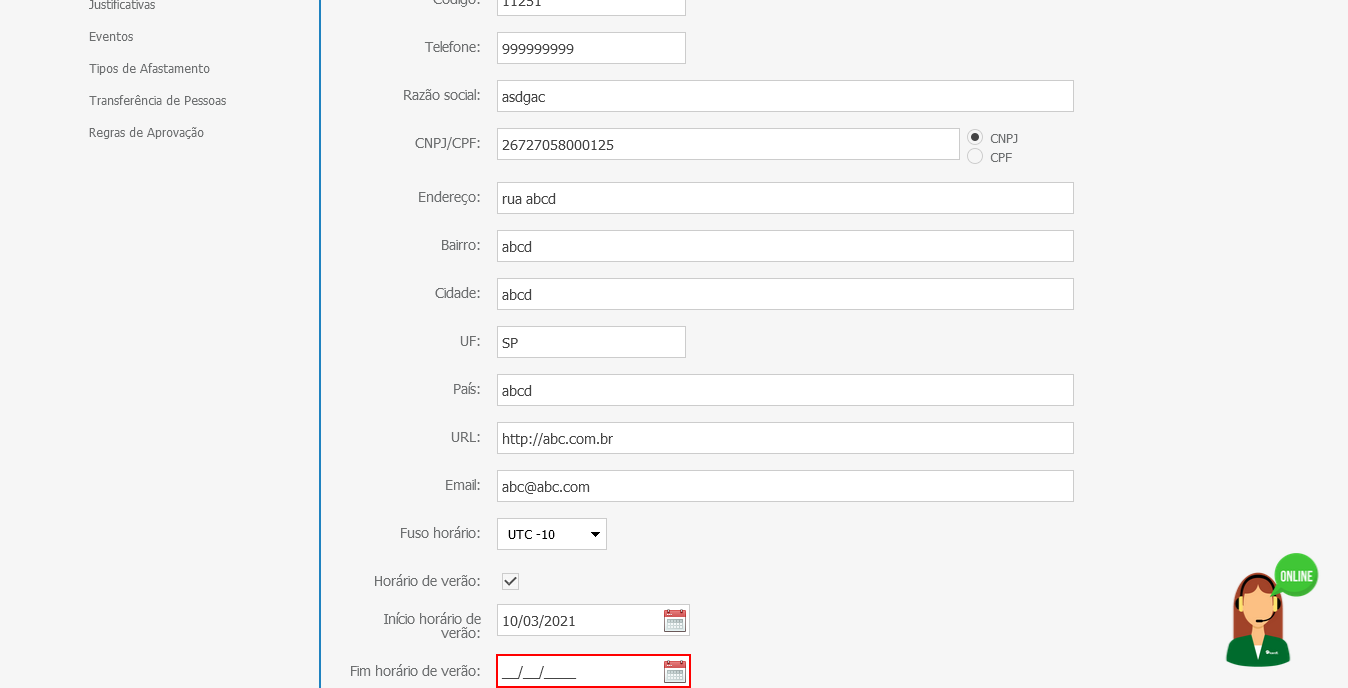 Justificativas
Eventos
Tipos de Afastamento
Transferência de Pessoas
Regras de Aprovação
Código: 11251
Telefone: 999999999
Razão social: asdgac
CNPJ/CPF: 26727058000125
CNPJ
CPF
Endereço: rua abcd
Bairro: abcd
Cidade: abcd
UF: SP
País: abcd
URL: http://abc.com.br
Email: abc@abc.com
Fuso horário: UTC -10
Horário de verão:
Início horário de
verão: 10/03/2021
Fim horário de verão: __/__/____
ONLINE